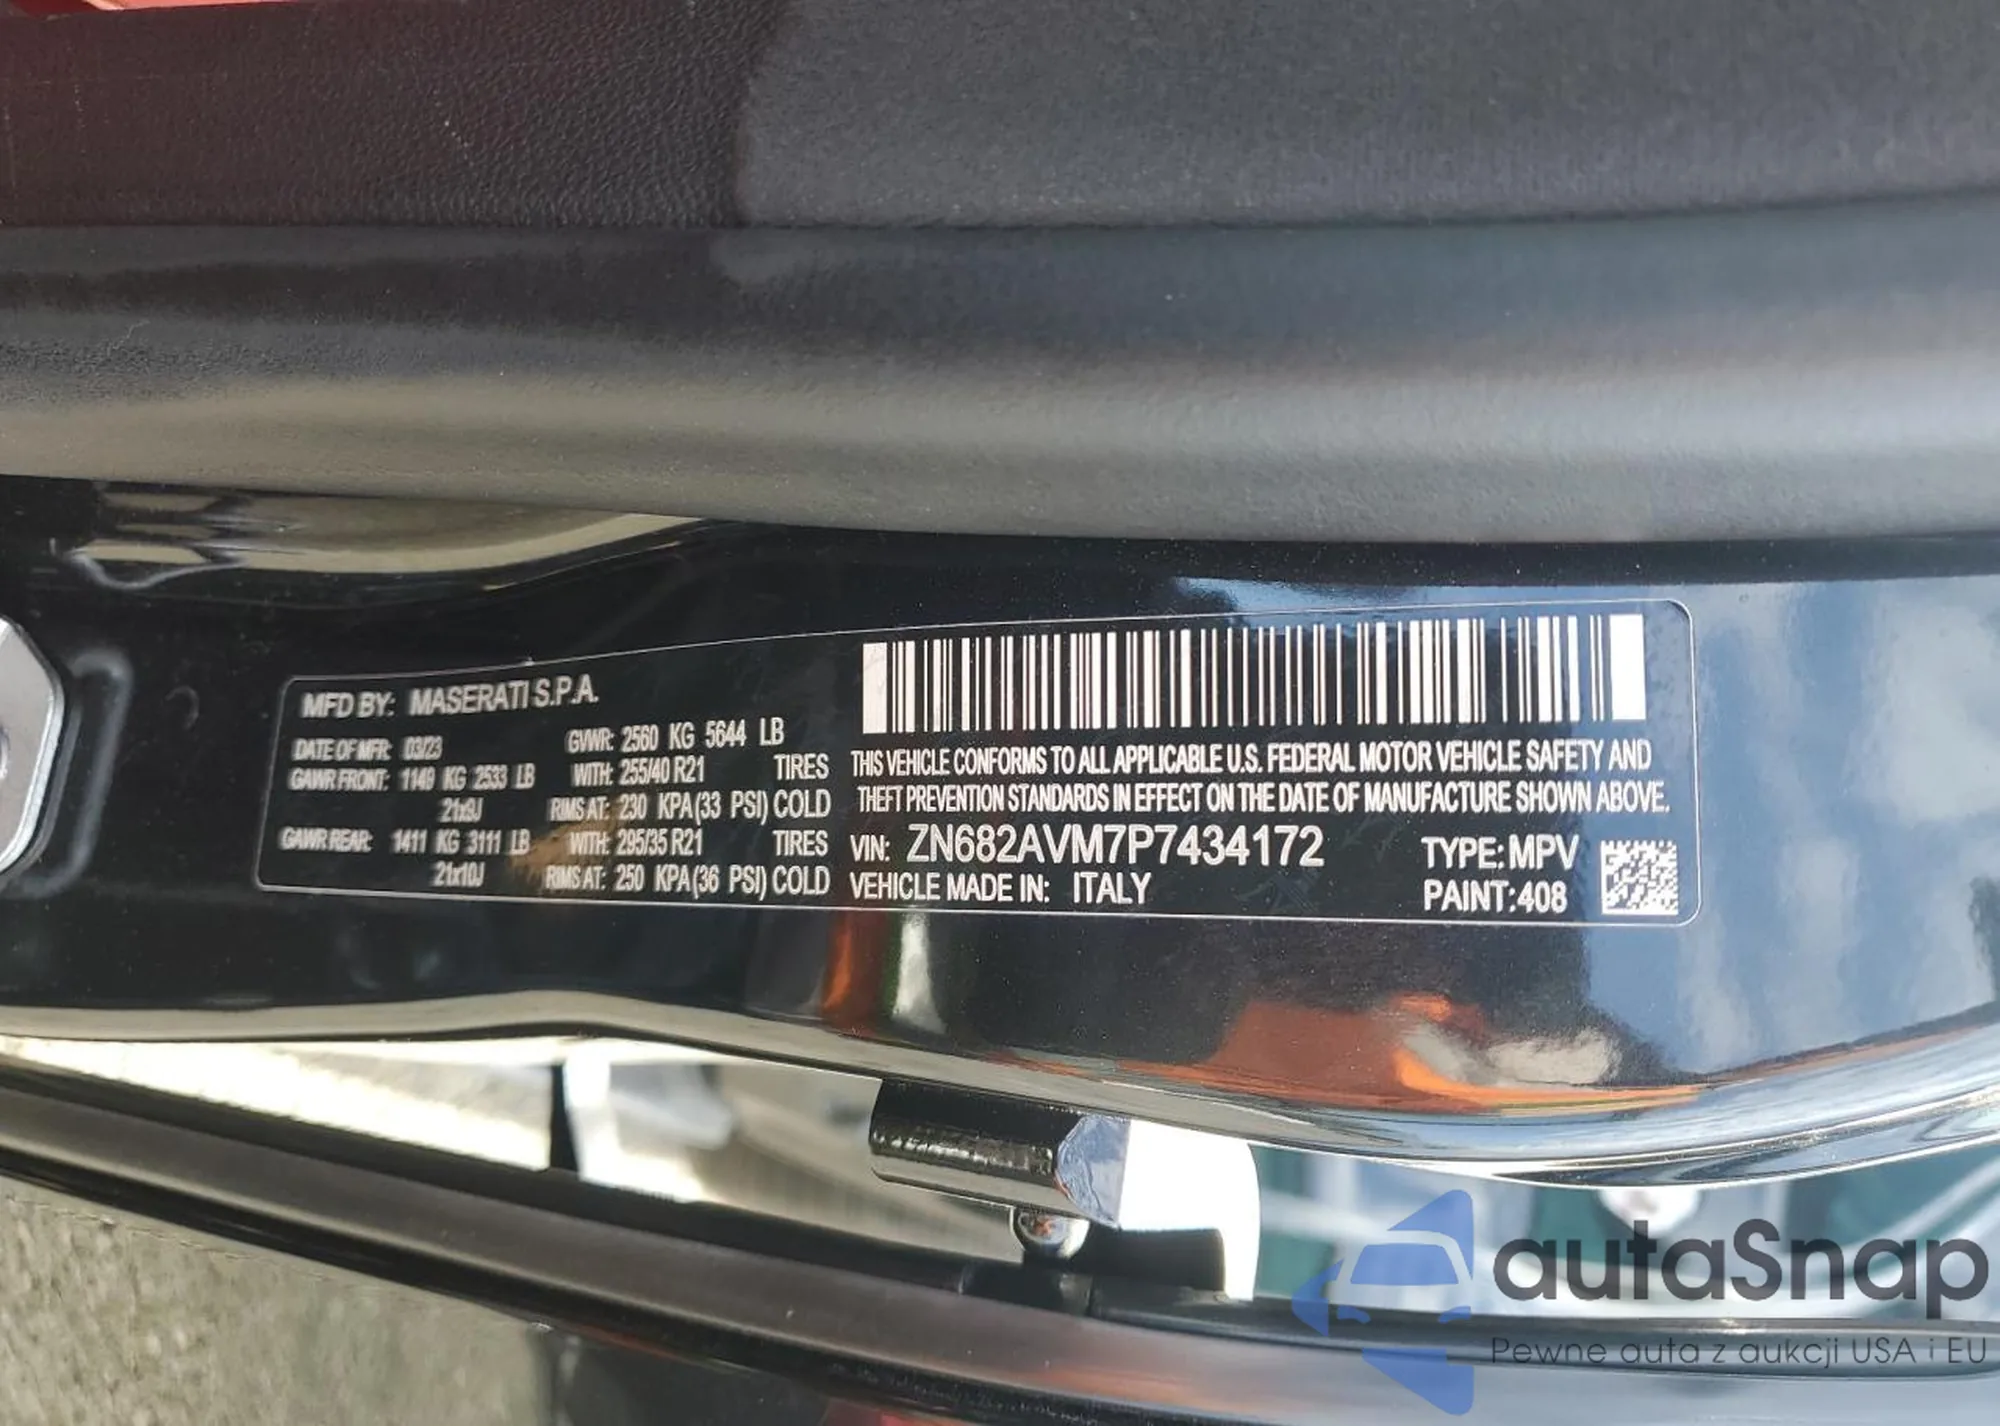 MFD BY: MASERATI S.P.A.
DATE OF MFR: 03/23 GVWR: 2560 KG 5644 LB
GAWR FRONT: 1149 KG 2533 LB WITH: 255/40 R21 TIRES
21x9J RIMS AT: 230 KPA(33 PSI) COLD
GAWR REAR: 1411 KG 3111 LB WITH: 295/35 R21 TIRES
21x10J RIMS AT: 250 KPA(36 PSI) COLD
THIS VEHICLE CONFORMS TO ALL APPLICABLE U.S. FEDERAL MOTOR VEHICLE SAFETY AND
THEFT PREVENTION STANDARDS IN EFFECT ON THE DATE OF MANUFACTURE SHOWN ABOVE.
VIN: ZN682AVM7P7434172 TYPE: MPV
VEHICLE MADE IN: ITALY PAINT:408
autaSnap
Pewne auta z aukcji USA i EU